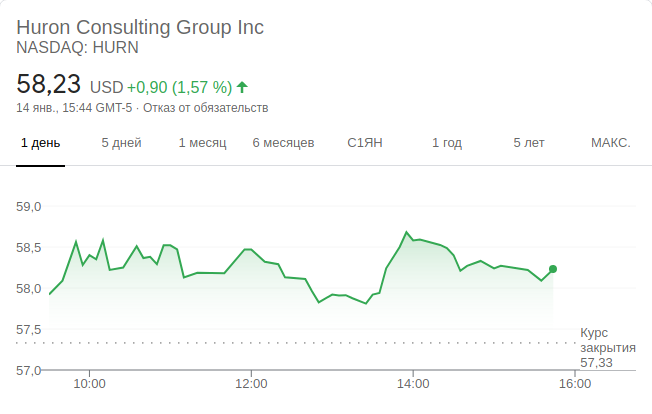 Huron Consulting Group Inc
NASDAQ: HURN
58,23 USD +0,90 (1,57 %)
14 янв., 15:44 GMT-5 · Отказ от обязательств
1 день 5 дней 1 месяц 6 месяцев С1ЯН 1 год 5 лет МАКС.
59,0
58,5
58,0
57,5
Курс
закрытия
57,33
57,0
10:00 12:00 14:00 16:00